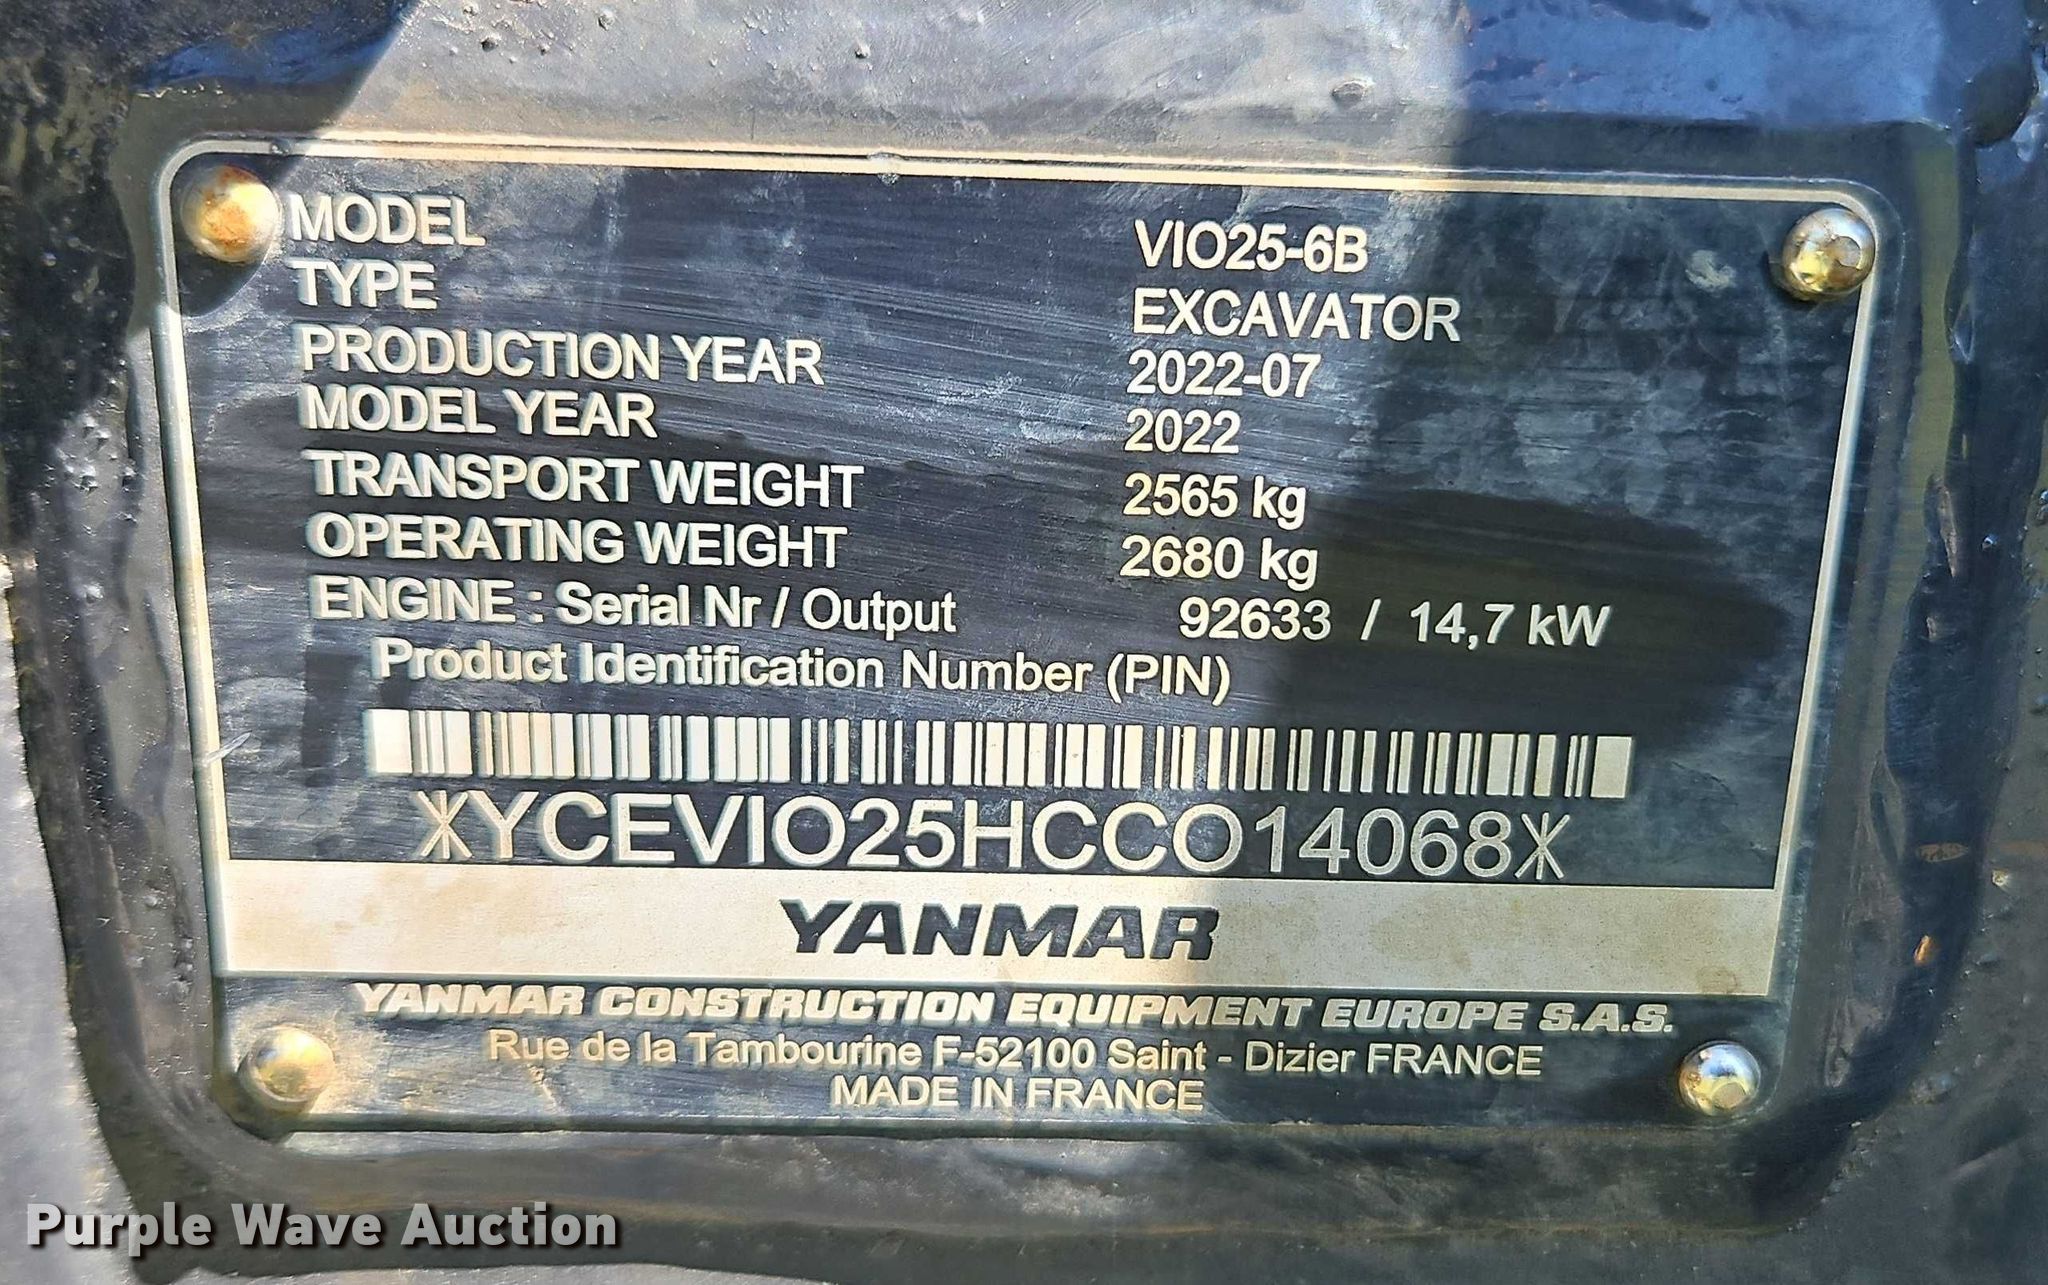 MODEL VIO25-6B
TYPE EXCAVATOR
PRODUCTION YEAR 2022-07
MODEL YEAR 2022
TRANSPORT WEIGHT 2565 kg
OPERATING WEIGHT 2680 kg
ENGINE : Serial Nr / Output 92633 / 14,7 kW
Product Identification Number (PIN)
*YCEVIO25HCCO14068*
YANMAR
YANMAR CONSTRUCTION EQUIPMENT EUROPE S.A.S.
Rue de la Tambourine F-52100 Saint - Dizier FRANCE
MADE IN FRANCE
Purple Wave Auction